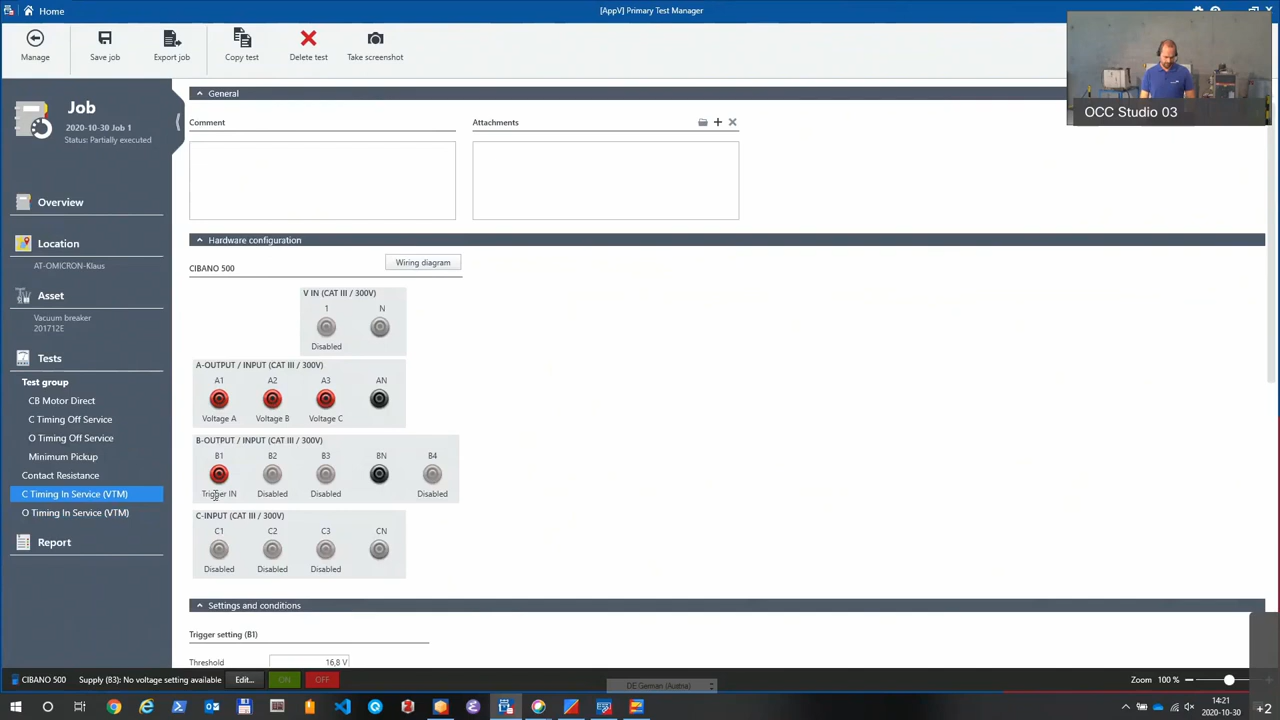 Home
[AppV] Primary Test Manager
Manage
Save job
Export job
Copy test
Delete test
Take screenshot
OCC Studio 03
Job
2020-10-30 Job 1
Status: Partially executed
Overview
Location
AT-OMICRON-Klaus
Asset
Vacuum breaker
201712E
Tests
Test group
CB Motor Direct
C Timing Off Service
O Timing Off Service
Minimum Pickup
Contact Resistance
C Timing In Service (VTM)
O Timing In Service (VTM)
Report
General
Comment
Attachments
Hardware configuration
CIBANO 500
Wiring diagram
V IN (CAT III / 300V)
1 N
Disabled
A-OUTPUT / INPUT (CAT III / 300V)
A1 A2 A3 AN
Voltage A Voltage B Voltage C
B-OUTPUT / INPUT (CAT III / 300V)
B1 B2 B3 BN B4
Trigger IN Disabled Disabled Disabled
C-INPUT (CAT III / 300V)
C1 C2 C3 CN
Disabled Disabled Disabled
Settings and conditions
Trigger setting (B1)
Threshold 16,8 V
CIBANO 500 Supply (B3): No voltage setting available Edit... ON OFF
Zoom 100 %
DE German (Austria)
14:21
2020-10-30
+2